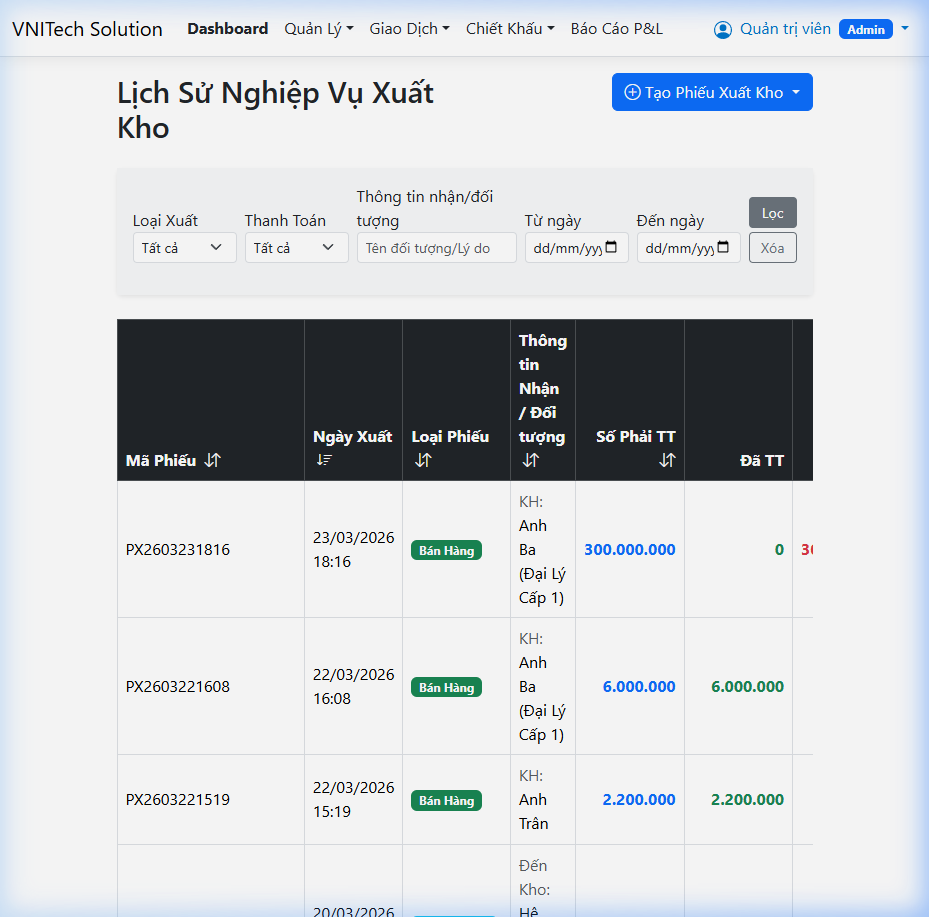 VNITech Solution Dashboard Quản Lý Giao Dịch Chiết Khấu Báo Cáo P&L Quản trị viên Admin
Lịch Sử Nghiệp Vụ Xuất
Kho
Tạo Phiếu Xuất Kho
Thông tin nhận/đối
Loại Xuất Thanh Toán tượng Từ ngày Đến ngày Lọc
Tất cả Tất cả Tên đối tượng/Lý do dd/mm/yyy dd/mm/yyy Xóa
Thông
tin
Nhận
/ Đối
Ngày Xuất Loại Phiếu tượng Số Phải TT
Mã Phiếu Đã TT
KH:
Anh
PX2603231816 23/03/2026 18:16 Bán Hàng Ba 300.000.000 0
(Đại Lý
Cấp 1)
KH:
Anh
PX2603221608 22/03/2026 16:08 Bán Hàng Ba 6.000.000 6.000.000
(Đại Lý
Cấp 1)
KH:
PX2603221519 22/03/2026 15:19 Bán Hàng Anh 2.200.000 2.200.000
Trân
Đến
Kho:
20/03/2026 Hệ